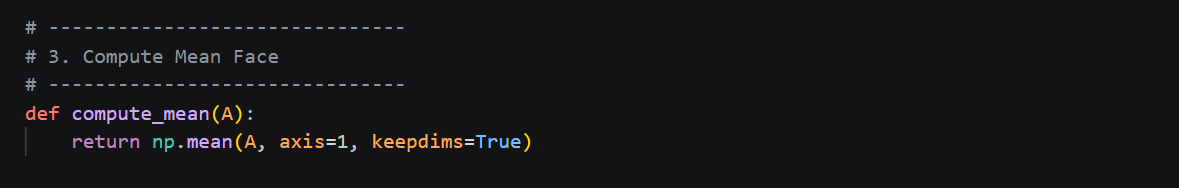 # -------------------------------
# 3. Compute Mean Face
# -------------------------------
def compute_mean(A):
    return np.mean(A, axis=1, keepdims=True)